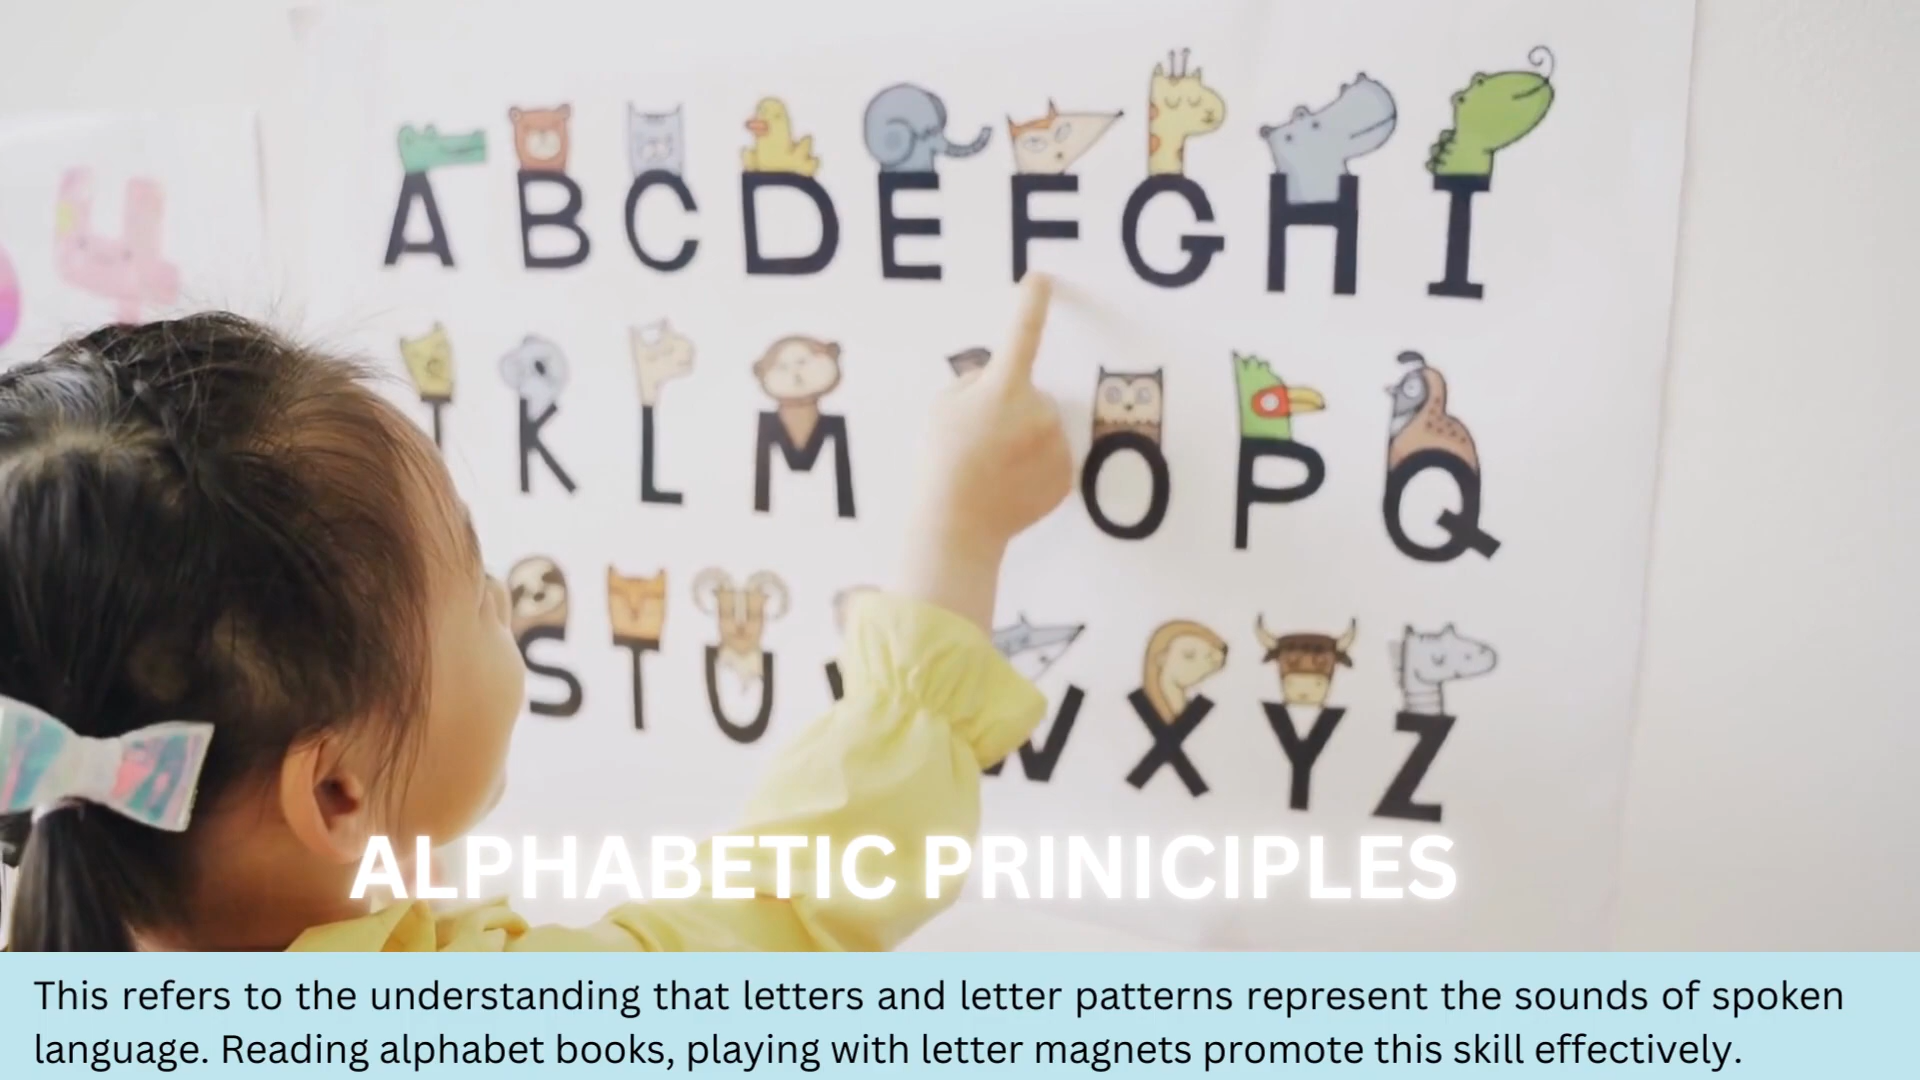 4
A B C D E F G H I
K L M O P Q
S T U W X Y Z
ALPHABETIC PRINICIPLES
This refers to the understanding that letters and letter patterns represent the sounds of spoken
language. Reading alphabet books, playing with letter magnets promote this skill effectively.